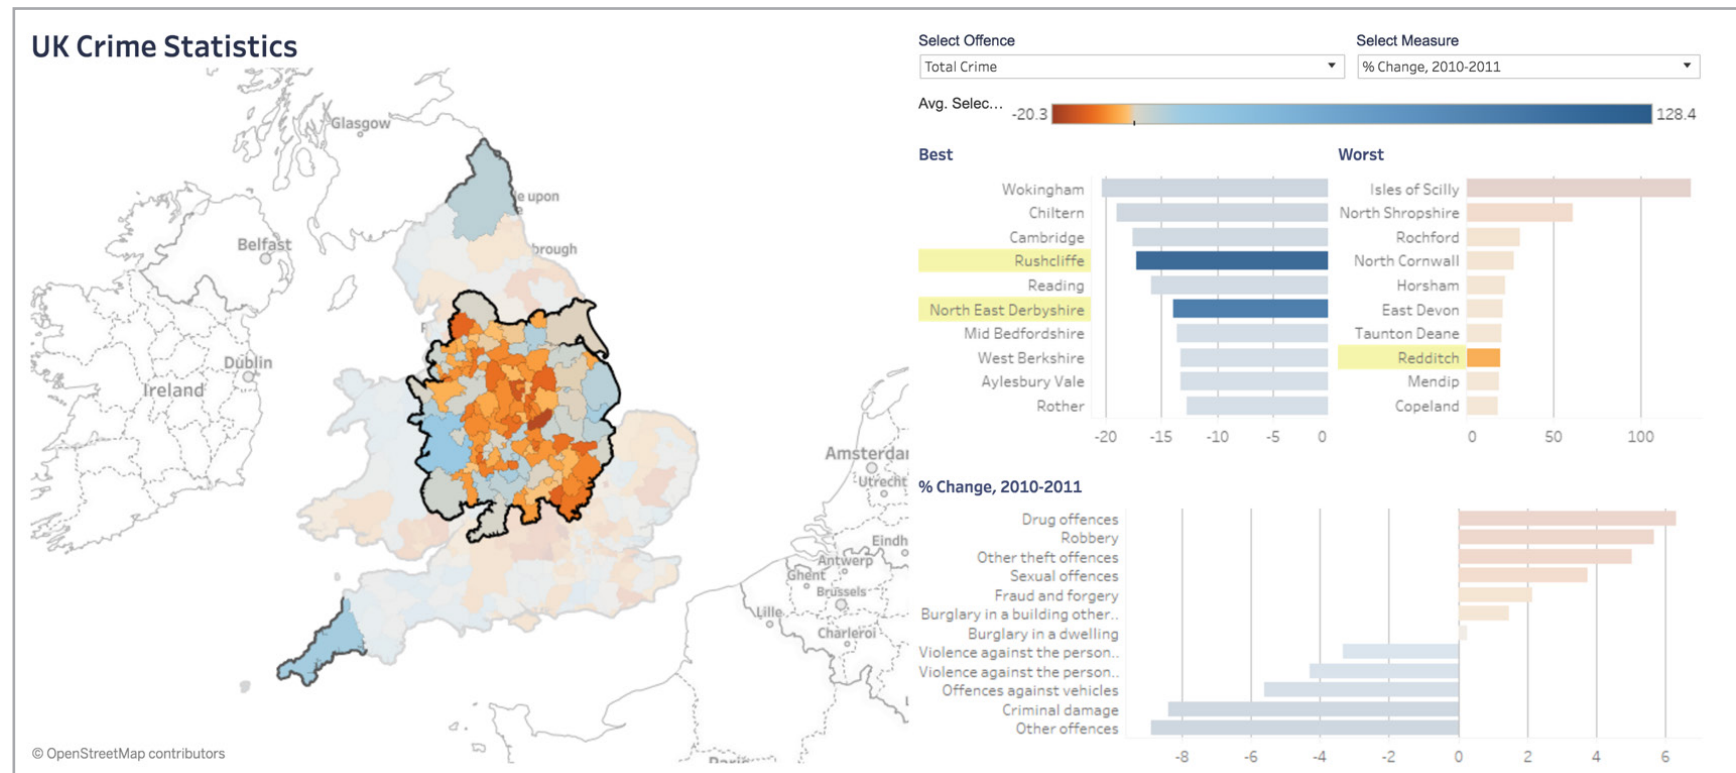 UK Crime Statistics
Select Offence
Select Measure
Total Crime
% Change, 2010-2011
Avg. Selec...
-20.3
128.4
Best
Worst
Wokingham
Chiltern
Cambridge
Rushcliffe
Reading
North East Derbyshire
Mid Bedfordshire
West Berkshire
Aylesbury Vale
Rother
-20 -15 -10 -5 0
Isles of Scilly
North Shropshire
Rochford
North Cornwall
Horsham
East Devon
Taunton Deane
Redditch
Mendip
Copeland
0 50 100
% Change, 2010-2011
Drug offences
Robbery
Other theft offences
Sexual offences
Fraud and forgery
Burglary in a building other..
Burglary in a dwelling
Violence against the person..
Violence against the person..
Offences against vehicles
Criminal damage
Other offences
-8 -6 -4 -2 0 2 4 6
Glasgow
e upon
e
Belfast
brough
Dublin
Ireland
Amsterdar
Utrecht
Eindh
Antwerp
Ghent
Brussels
Lille
Charleroi
© OpenStreetMap contributors